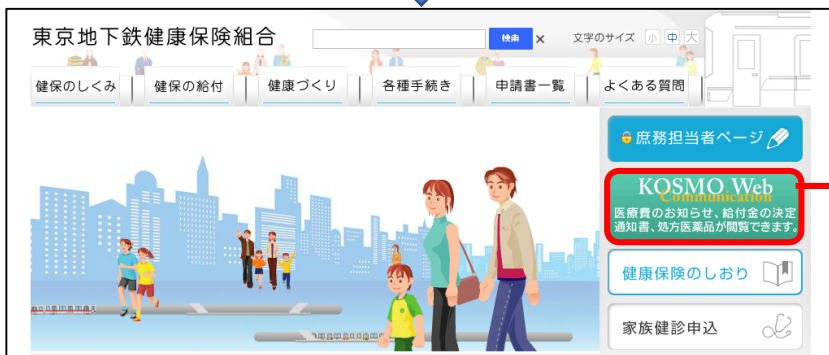 東京地下鉄健康保険組合
検索
×
文字のサイズ 小 中 大
健保のしくみ 健保の給付 健康づくり 各種手続き 申請書一覧 よくある質問
庶務担当者ページ
KOSMO Web
Communication
医療費のお知らせ、給付金の決定
通知書、処方医薬品が閲覧できます。
健康保険のしおり
家族健診申込